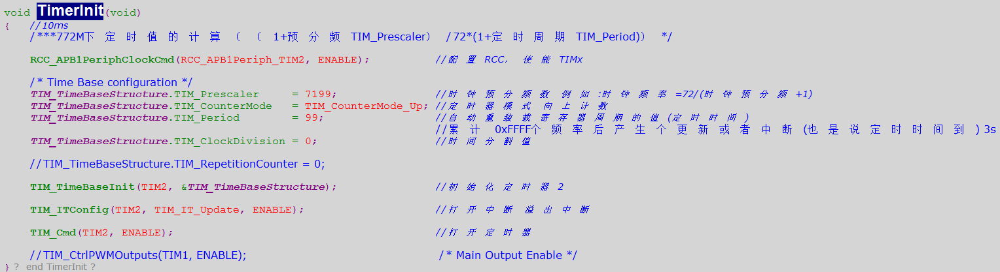 void TimerInit(void)
{ //10ms
/***772M下定时值的计算（（1+预分频 TIM_Prescaler） /72*(1+定时周期 TIM_Period)） */
RCC_APB1PeriphClockCmd(RCC_APB1Periph_TIM2, ENABLE); //配置RCC，使能TIMx
/* Time Base configuration */
TIM_TimeBaseStructure.TIM_Prescaler = 7199; //时钟预分频数 例如:时钟频率=72/(时钟预分频+1)
TIM_TimeBaseStructure.TIM_CounterMode = TIM_CounterMode_Up; //定时器模式 向上计数
TIM_TimeBaseStructure.TIM_Period = 99; //自动重装载寄存器周期的值(定时时间)
//累计 0xFFFF个频率后产生个更新或者中断(也是说定时时间到) 3s
TIM_TimeBaseStructure.TIM_ClockDivision = 0; //时间分割值
//TIM_TimeBaseStructure.TIM_RepetitionCounter = 0;
TIM_TimeBaseInit(TIM2, &TIM_TimeBaseStructure); //初始化定时器2
TIM_ITConfig(TIM2, TIM_IT_Update, ENABLE); //打开中断 溢出中断
TIM_Cmd(TIM2, ENABLE); //打开定时器
//TIM_CtrlPWMOutputs(TIM1, ENABLE); /* Main Output Enable */
} ? end TimerInit ?